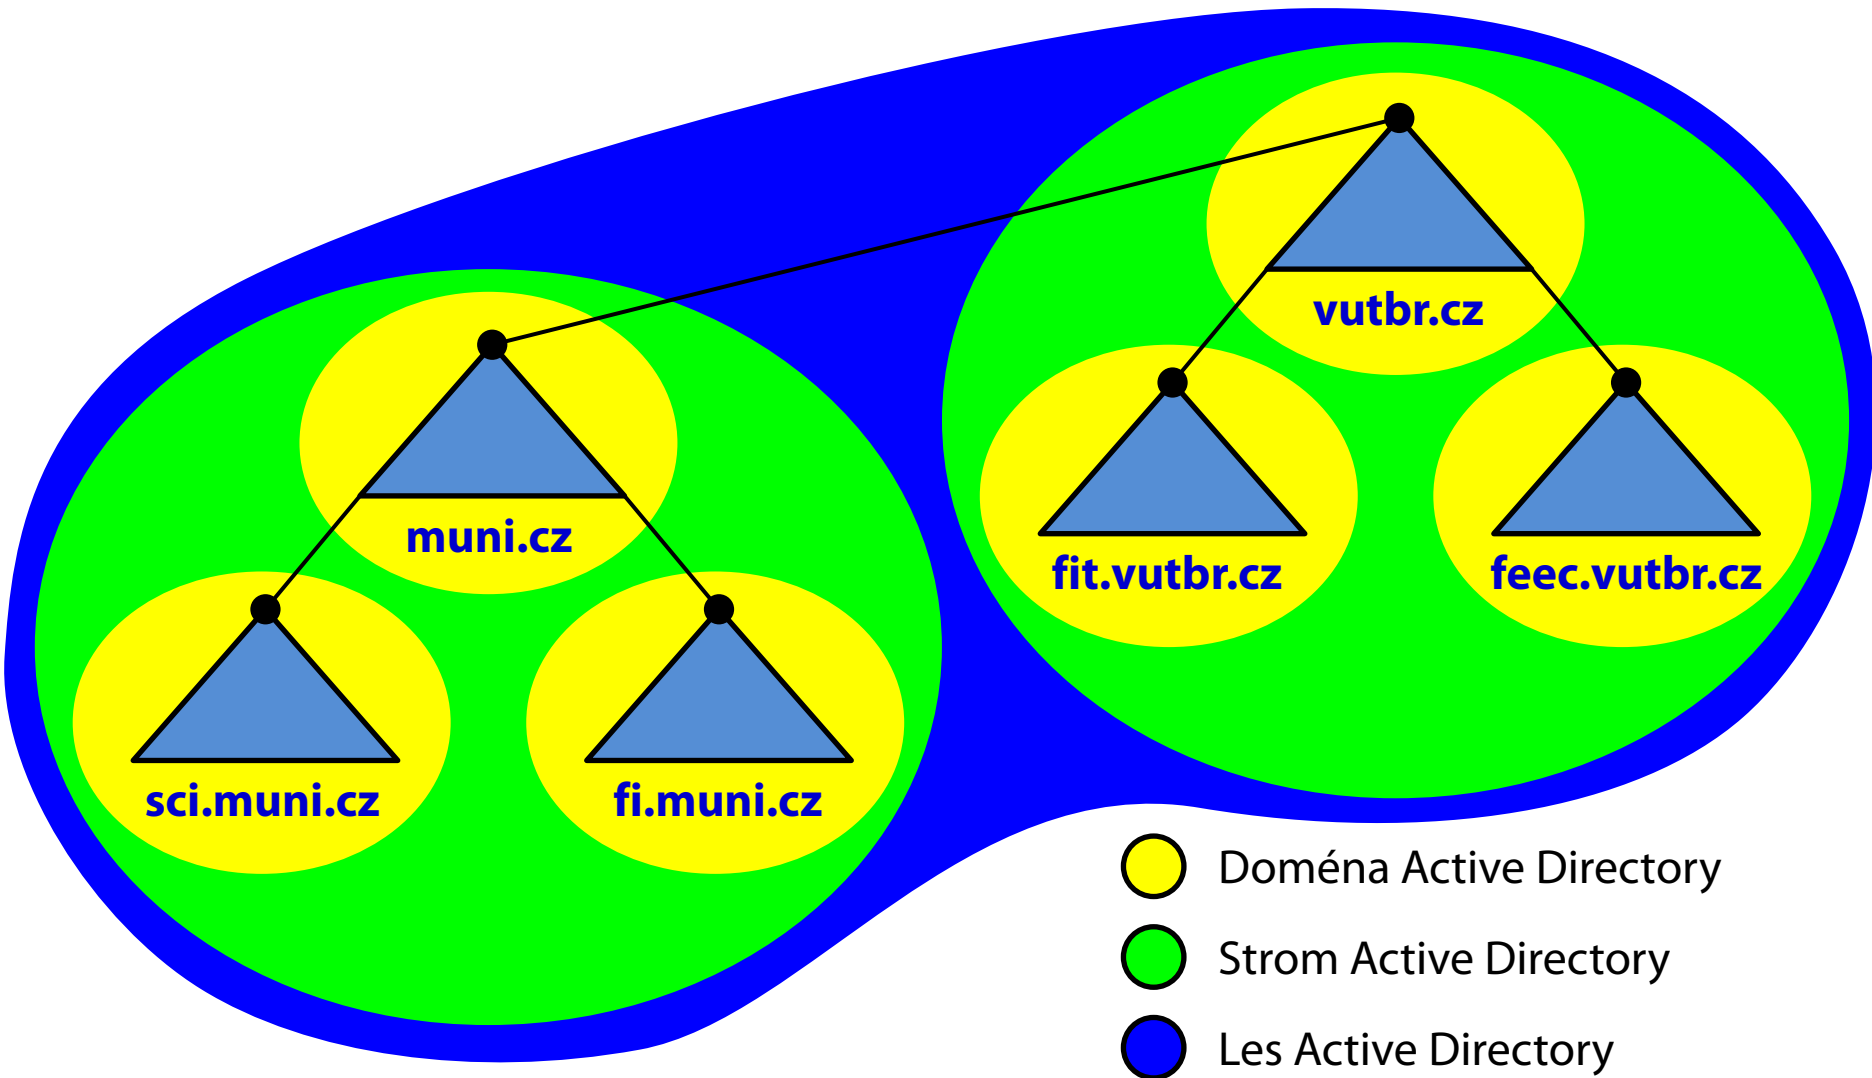 vutbr.cz
muni.cz
fit.vutbr.cz
feec.vutbr.cz
sci.muni.cz
fi.muni.cz
Doména Active Directory
Strom Active Directory
Les Active Directory